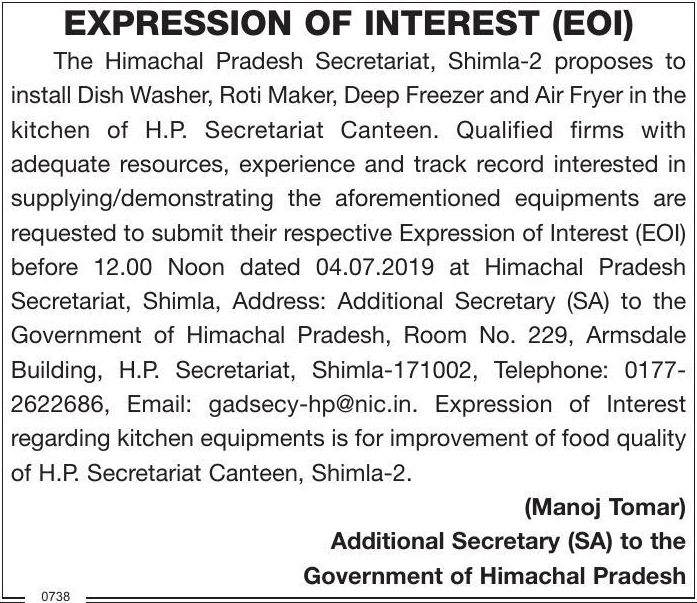 EXPRESSION OF INTEREST (EOI)
The Himachal Pradesh Secretariat, Shimla-2 proposes to
install Dish Washer, Roti Maker, Deep Freezer and Air Fryer in the
kitchen of H.P. Secretariat Canteen. Qualified firms with
adequate resources, experience and track record interested in
supplying/demonstrating the aforementioned equipments are
requested to submit their respective Expression of Interest (EOI)
before 12.00 Noon dated 04.07.2019 at Himachal Pradesh
Secretariat, Shimla, Address: Additional Secretary (SA) to the
Government of Himachal Pradesh, Room No. 229, Armsdale
Building, H.P. Secretariat, Shimla-171002, Telephone: 0177-
2622686, Email: gadsecy-hp@nic.in. Expression of Interest
regarding kitchen equipments is for improvement of food quality
of H.P. Secretariat Canteen, Shimla-2.
(Manoj Tomar)
Additional Secretary (SA) to the
Government of Himachal Pradesh
0738